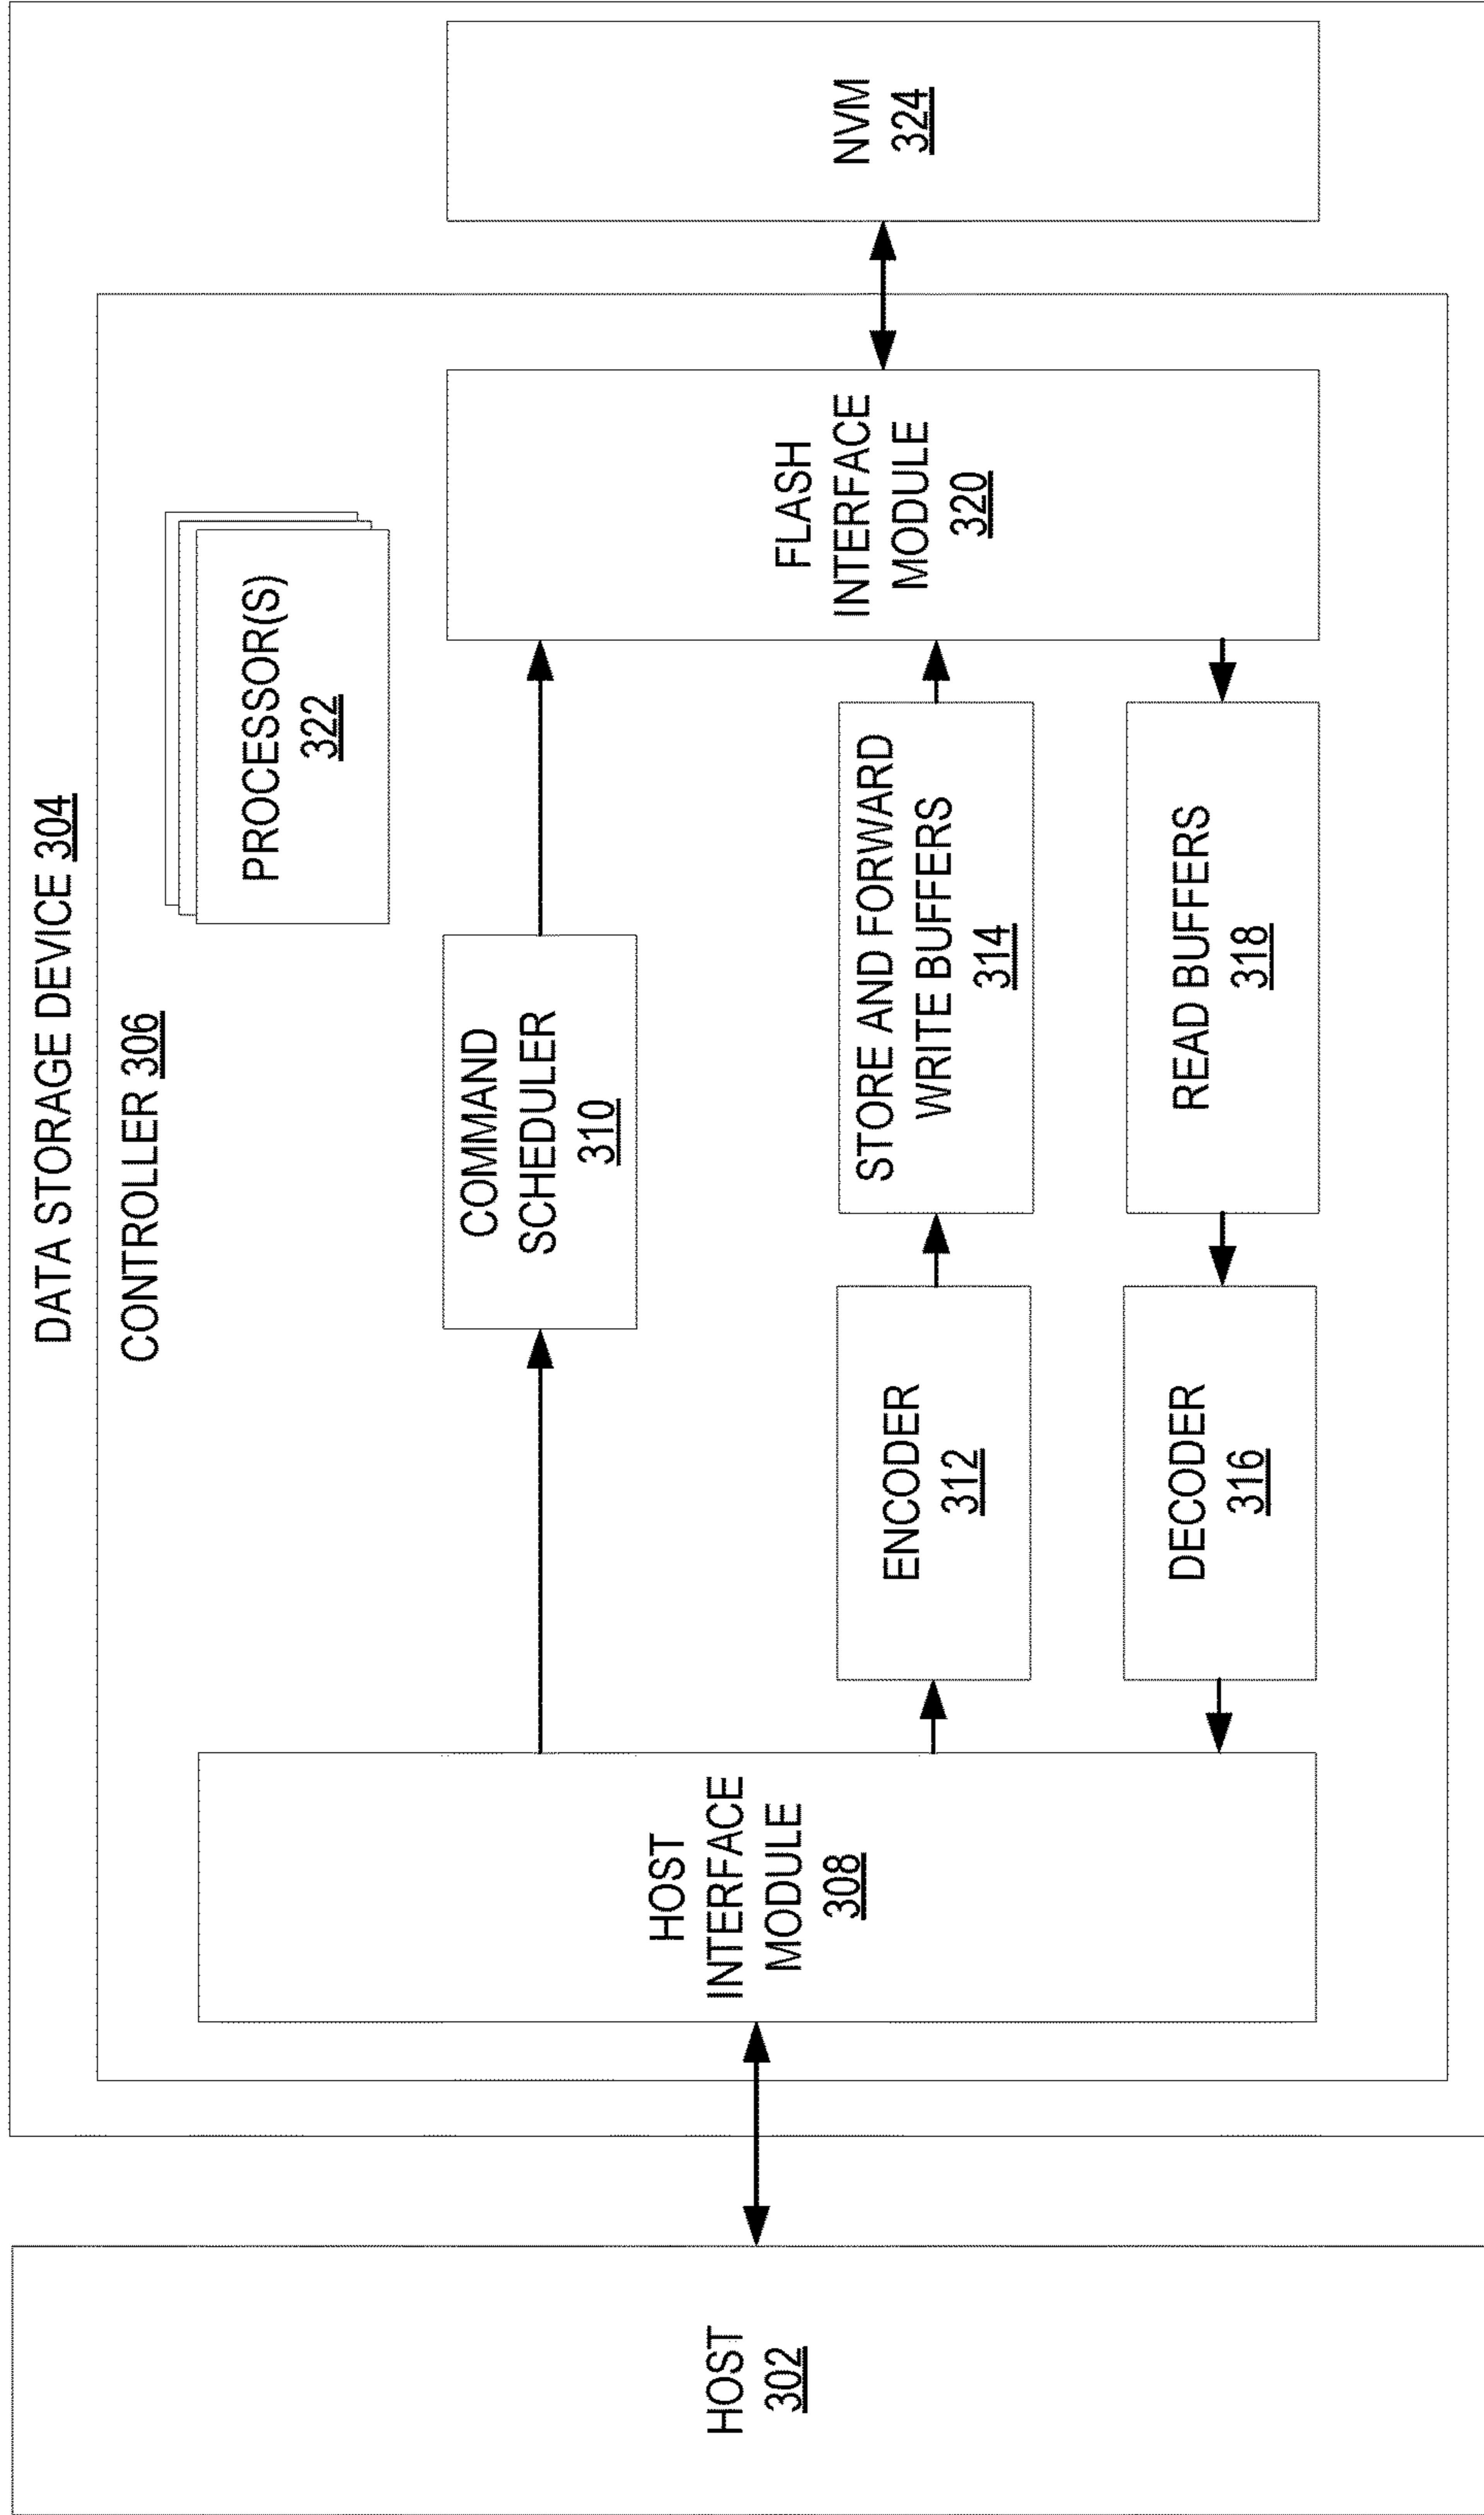 DATA STORAGE DEVICE 304
CONTROLLER 306
HOST
302
HOST
INTERFACE
MODULE
308
PROCESSOR(S)
322
COMMAND
SCHEDULER
310
ENCODER
312
STORE AND FORWARD
WRITE BUFFERS
314
DECODER
316
READ BUFFERS
318
FLASH
INTERFACE
MODULE
320
NVM
324